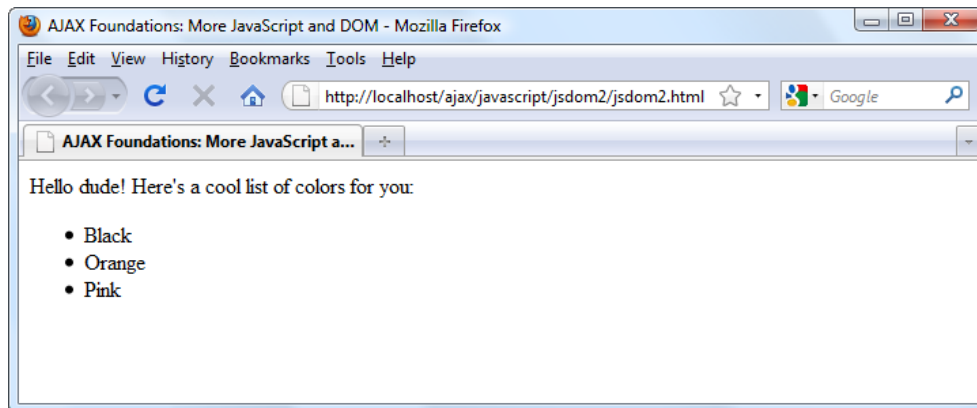 AJAX Foundations: More JavaScript and DOM - Mozilla Firefox
File Edit View History Bookmarks Tools Help
http://localhost/ajax/javascript/jsdom2/jsdom2.html Google
AJAX Foundations: More JavaScript a...
Hello dude! Here's a cool list of colors for you:
• Black
• Orange
• Pink